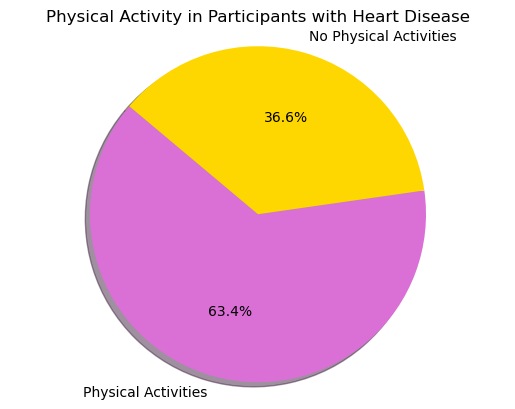 Physical Activity in Participants with Heart Disease
No Physical Activities
36.6%
63.4%
Physical Activities